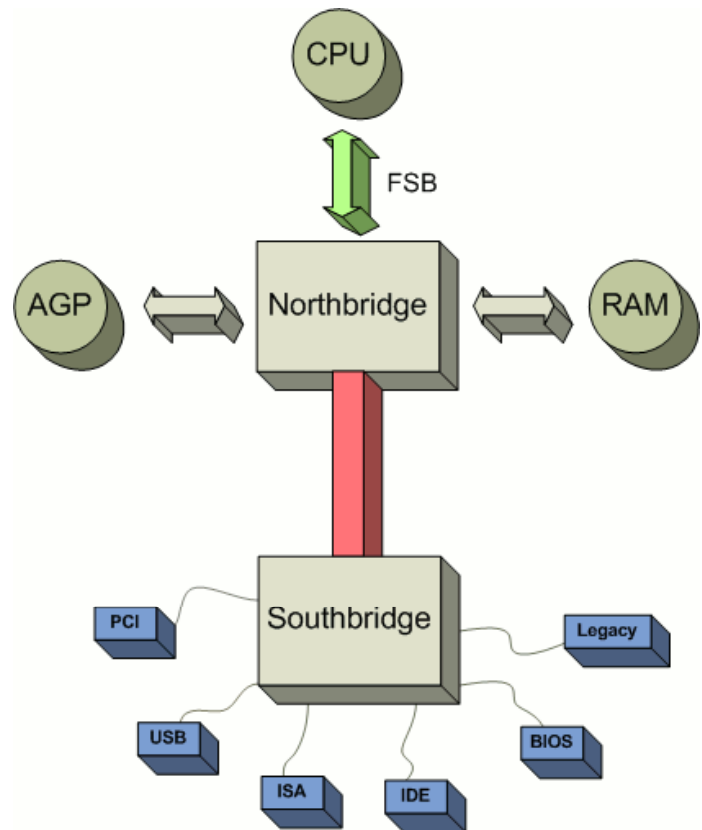 CPU
FSB
AGP
Northbridge
RAM
PCI
Southbridge
Legacy
USB
BIOS
ISA
IDE